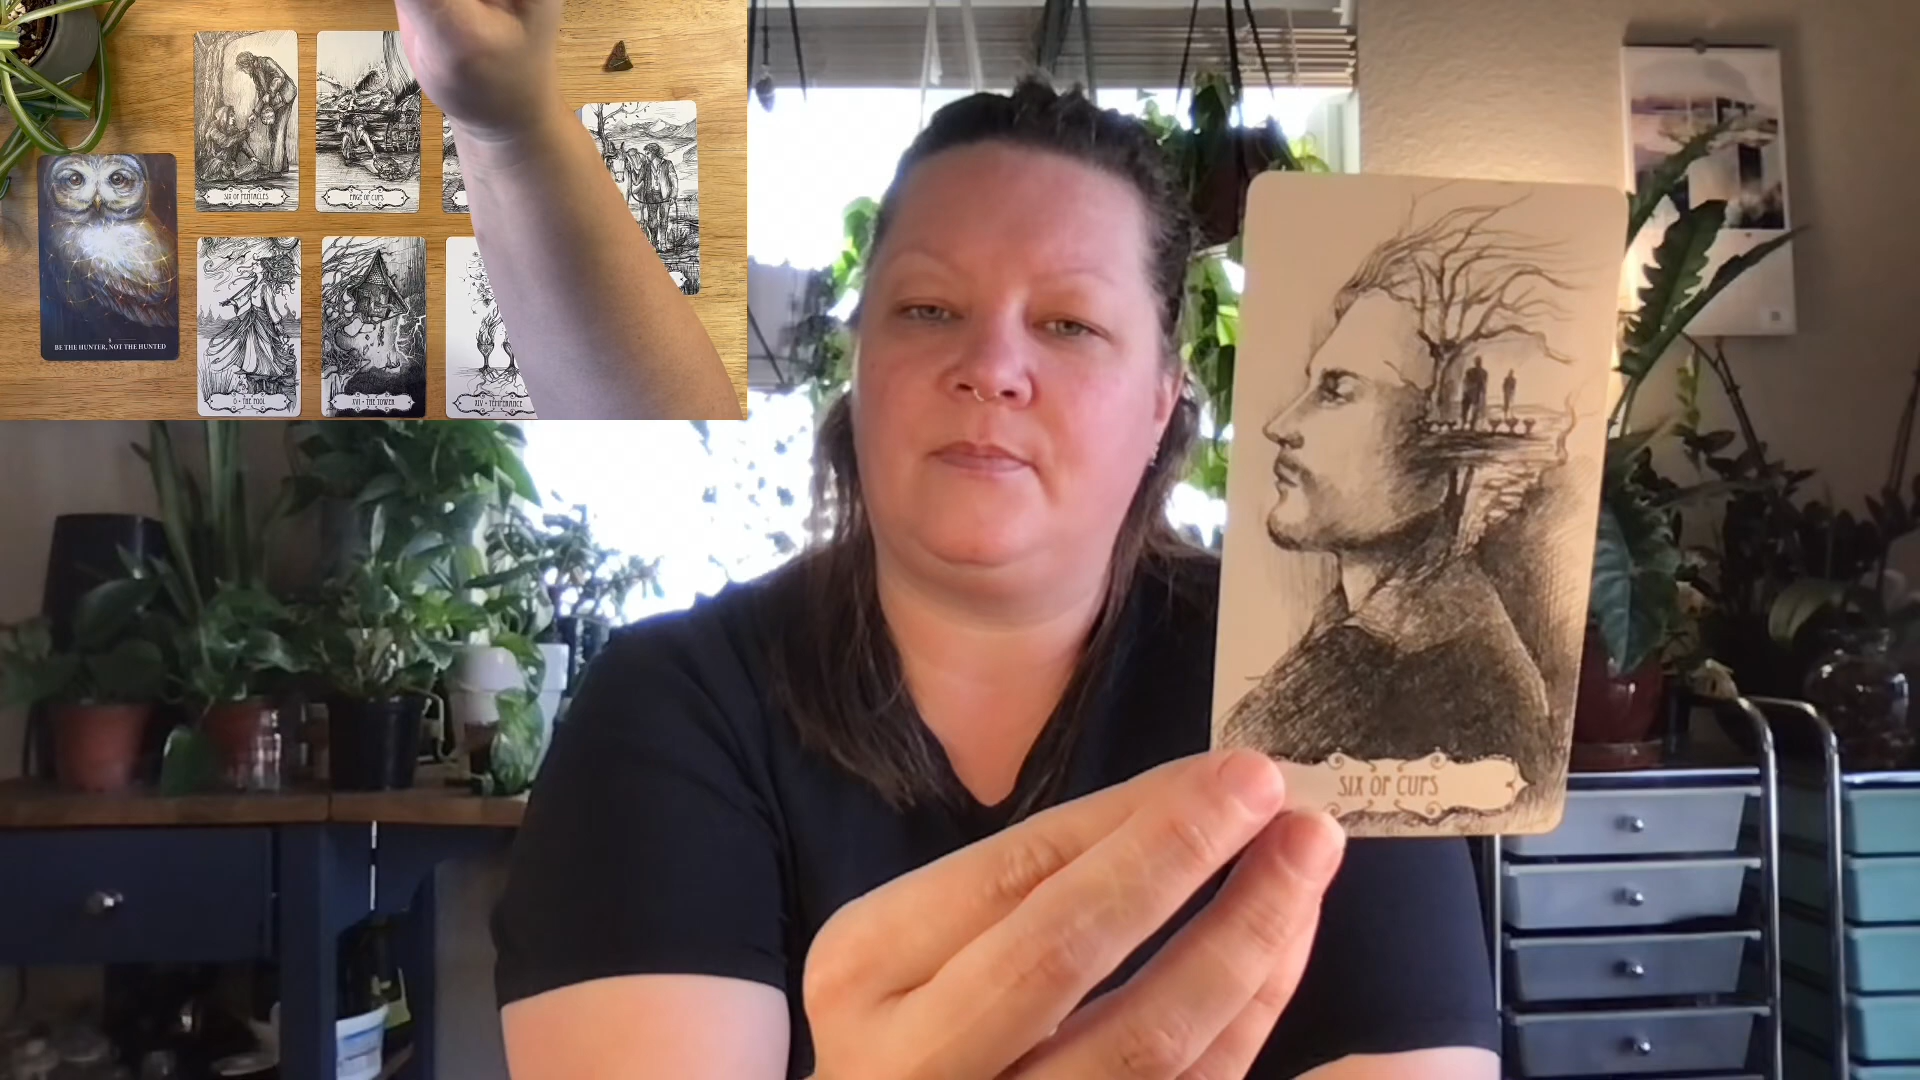 SIX OF PENTACLES
PAGE OF CUPS
BE THE HUNTER, NOT THE HUNTED
0 • THE FOOL
XVI • THE TOWER
XIV • TEMPERANCE
SIX OF CUPS